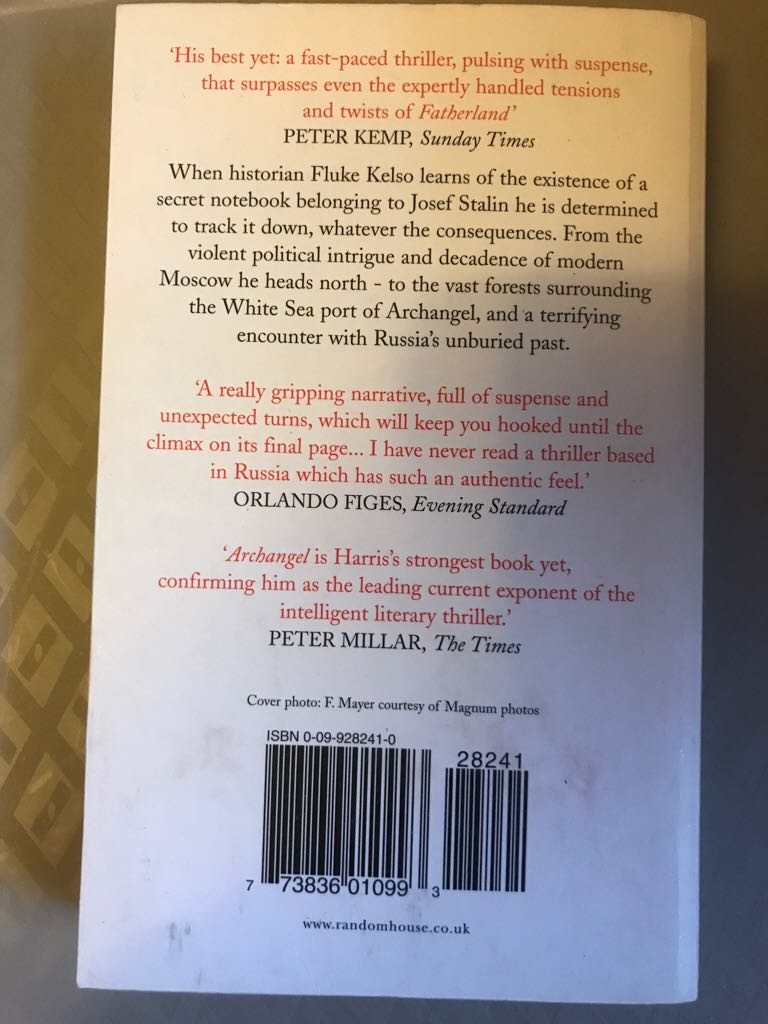 ‘His best yet: a fast-paced thriller, pulsing with suspense,
that surpasses even the expertly handled tensions
and twists of Fatherland’
PETER KEMP, Sunday Times
When historian Fluke Kelso learns of the existence of a
secret notebook belonging to Josef Stalin he is determined
to track it down, whatever the consequences. From the
violent political intrigue and decadence of modern
Moscow he heads north - to the vast forests surrounding
the White Sea port of Archangel, and a terrifying
encounter with Russia’s unburied past.
‘A really gripping narrative, full of suspense and
unexpected turns, which will keep you hooked until the
climax on its final page... I have never read a thriller based
in Russia which has such an authentic feel.’
ORLANDO FIGES, Evening Standard
‘Archangel is Harris’s strongest book yet,
confirming him as the leading current exponent of the
intelligent literary thriller.’
PETER MILLAR, The Times
Cover photo: F. Mayer courtesy of Magnum photos
ISBN 0-09-928241-0
28241
7 73836 01099 3
www.randomhouse.co.uk